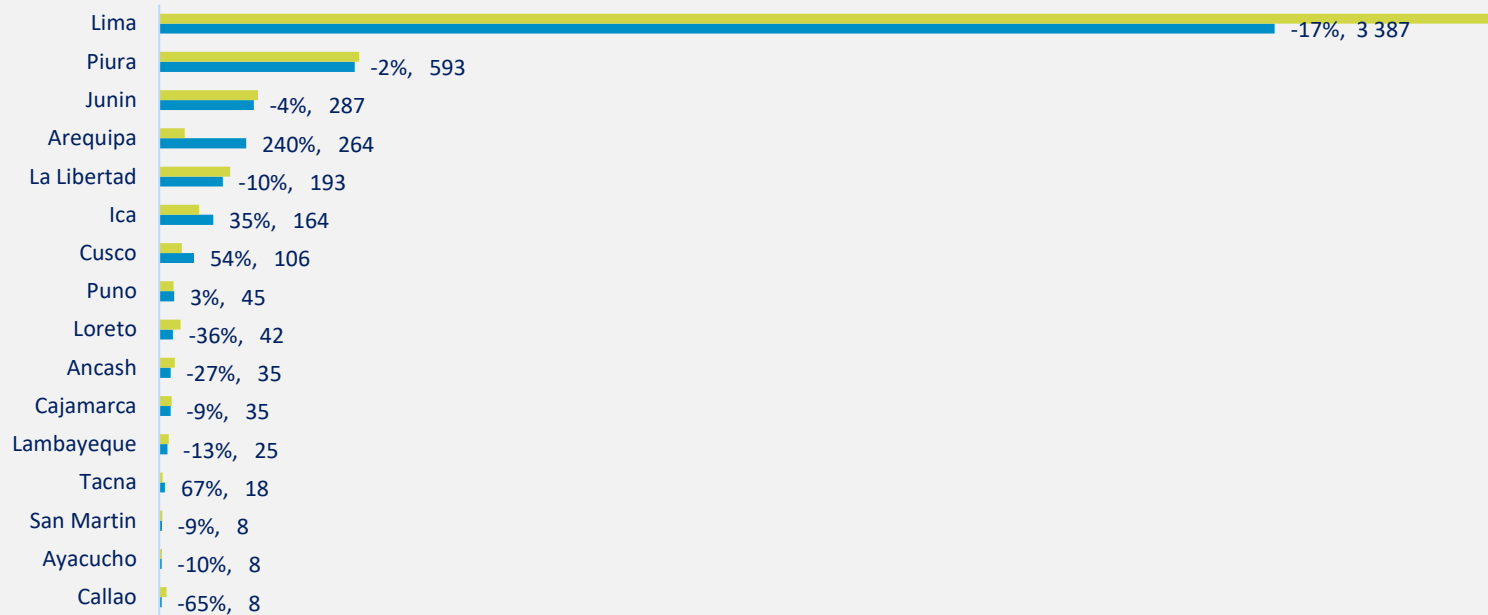 Lima -17%, 3 387
Piura -2%, 593
Junin -4%, 287
Arequipa 240%, 264
La Libertad -10%, 193
Ica 35%, 164
Cusco 54%, 106
Puno 3%, 45
Loreto -36%, 42
Ancash -27%, 35
Cajamarca -9%, 35
Lambayeque -13%, 25
Tacna 67%, 18
San Martin -9%, 8
Ayacucho -10%, 8
Callao -65%, 8